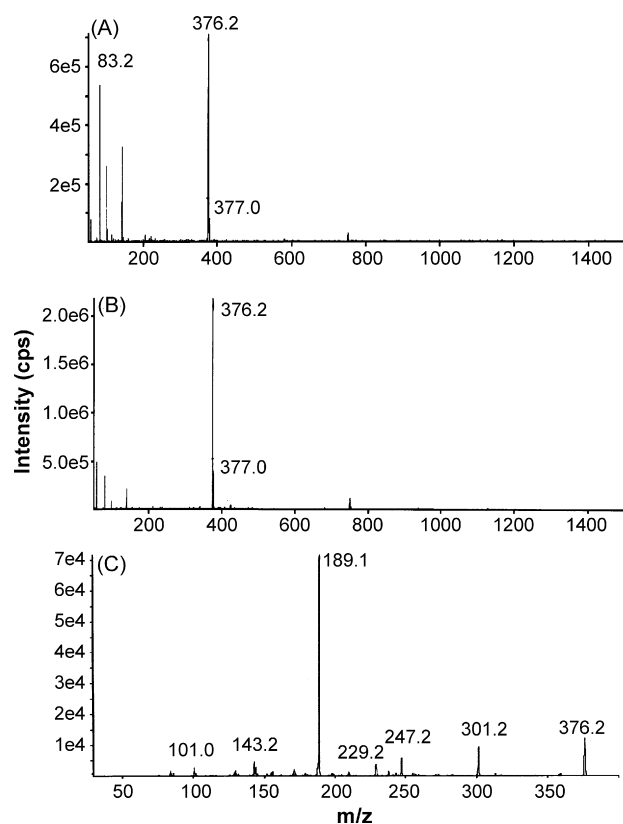 (A)
376.2
83.2
6e5
4e5
377.0
2e5
200 400 600 800 1000 1200 1400
(B)
376.2
2.0e6
1.5e6
1.0e6
377.0
5.0e5
200 400 600 800 1000 1200 1400
Intensity (cps)
(C)
7e4
189.1
6e4
5e4
4e4
3e4
2e4
1e4
101.0 143.2 229.2 247.2 301.2 376.2
50 100 150 200 250 300 350
m/z